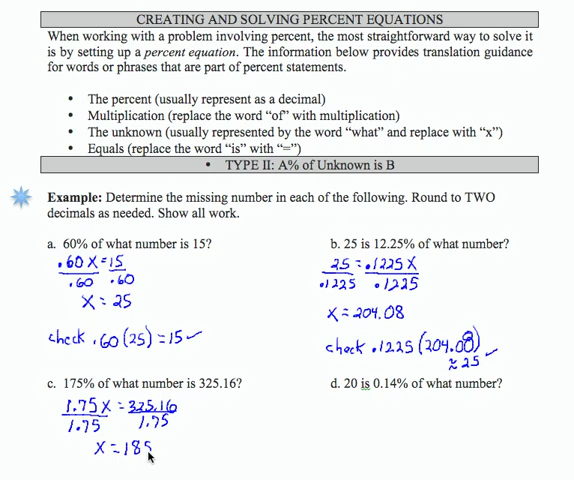 CREATING AND SOLVING PERCENT EQUATIONS
When working with a problem involving percent, the most straightforward way to solve it
is by setting up a percent equation. The information below provides translation guidance
for words or phrases that are part of percent statements.
• The percent (usually represent as a decimal)
• Multiplication (replace the word “of” with multiplication)
• The unknown (usually represented by the word “what” and replace with “x”)
• Equals (replace the word “is” with “=”)
• TYPE II: A% of Unknown is B
Example: Determine the missing number in each of the following. Round to TWO
decimals as needed. Show all work.
a. 60% of what number is 15?
.60X=15
.60 .60
X = 25
check .60(25)=15 ✓
b. 25 is 12.25% of what number?
25 = .1225X
.1225 .1225
X = 204.08
check .1225(204.08)
≈ 25 ✓
c. 175% of what number is 325.16?
1.75X = 325.16
1.75 1.75
X = 185
d. 20 is 0.14% of what number?